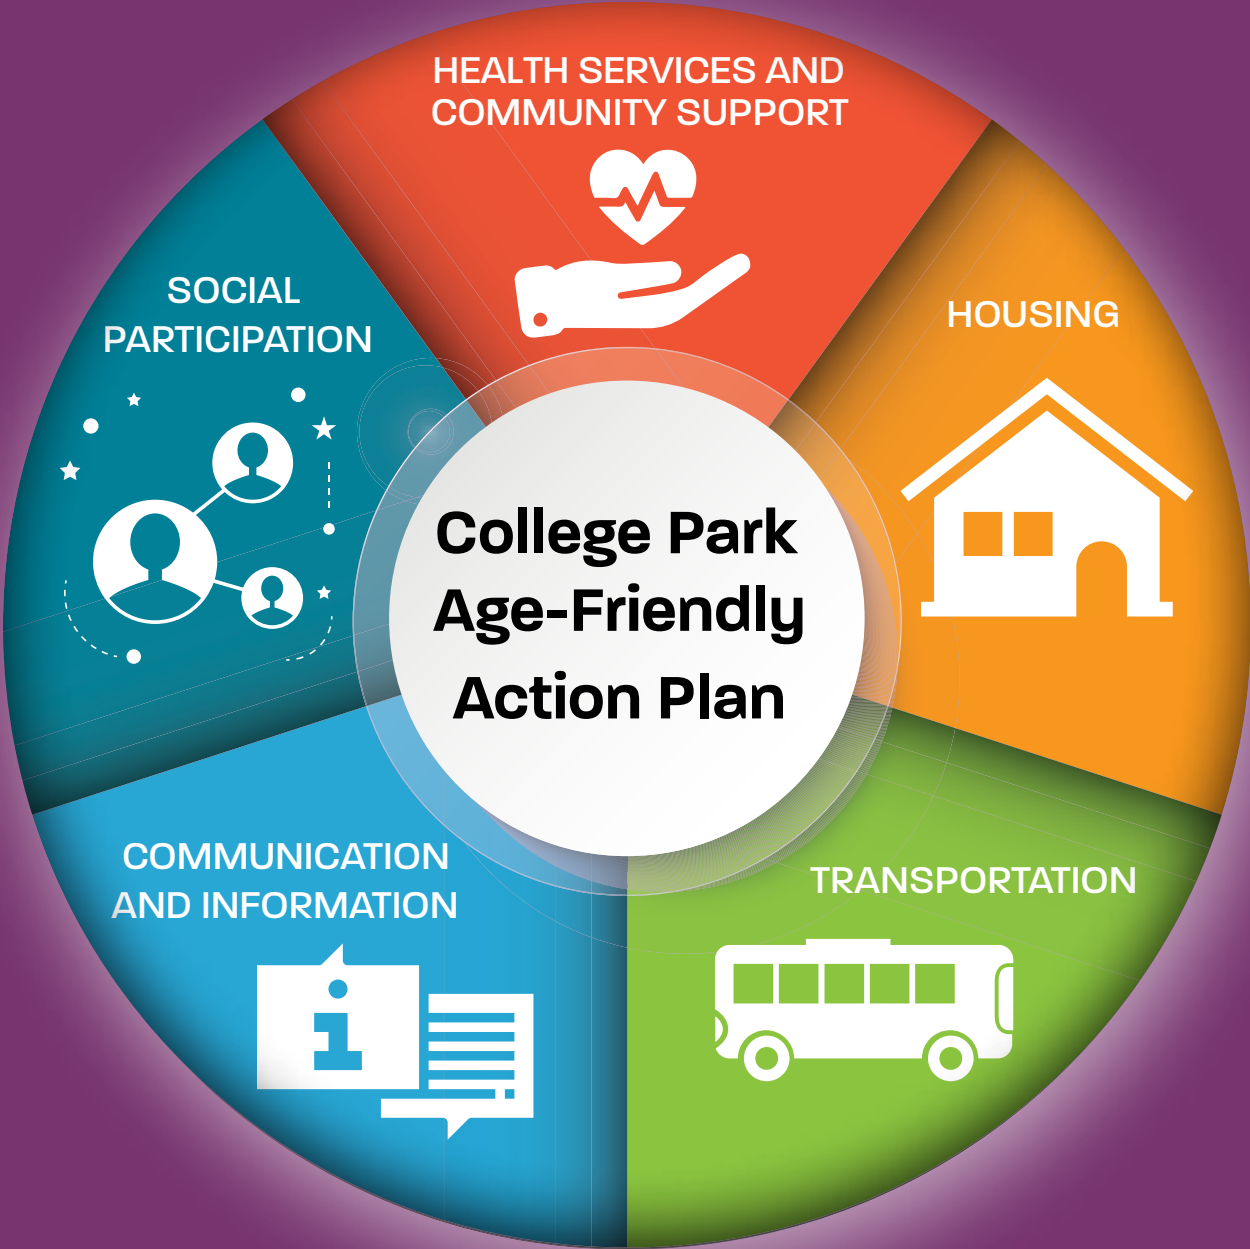 HEALTH SERVICES AND
COMMUNITY SUPPORT
HOUSING
SOCIAL
PARTICIPATION
College Park
Age-Friendly
Action Plan
COMMUNICATION
AND INFORMATION
TRANSPORTATION
i